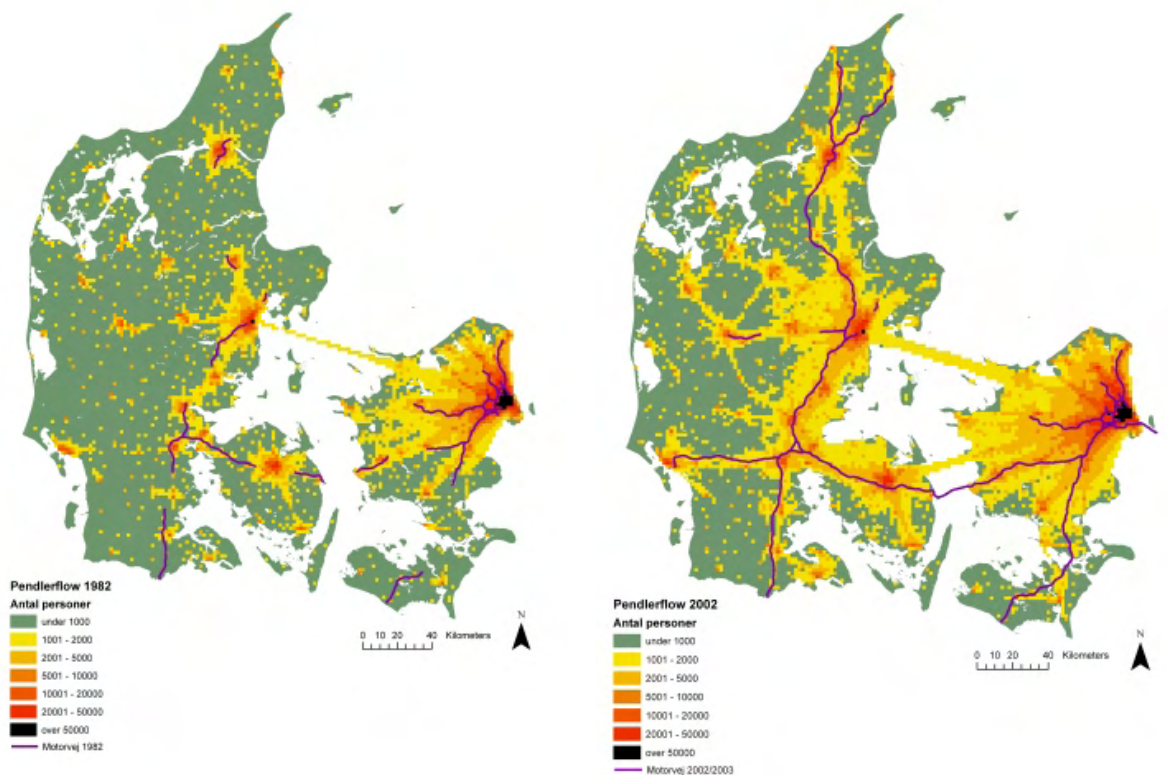 Pendlerflow 1982
Antal personer
under 1000
1001 - 2000
2001 - 5000
5001 - 10000
10001 - 20000
20001 - 50000
over 50000
Motorvej 1982
0 10 20 40 Kilometers
N
Pendlerflow 2002
Antal personer
under 1000
1001 - 2000
2001 - 5000
5001 - 10000
10001 - 20000
20001 - 50000
over 50000
Motorvej 2002/2003
0 10 20 40 Kilometers
N